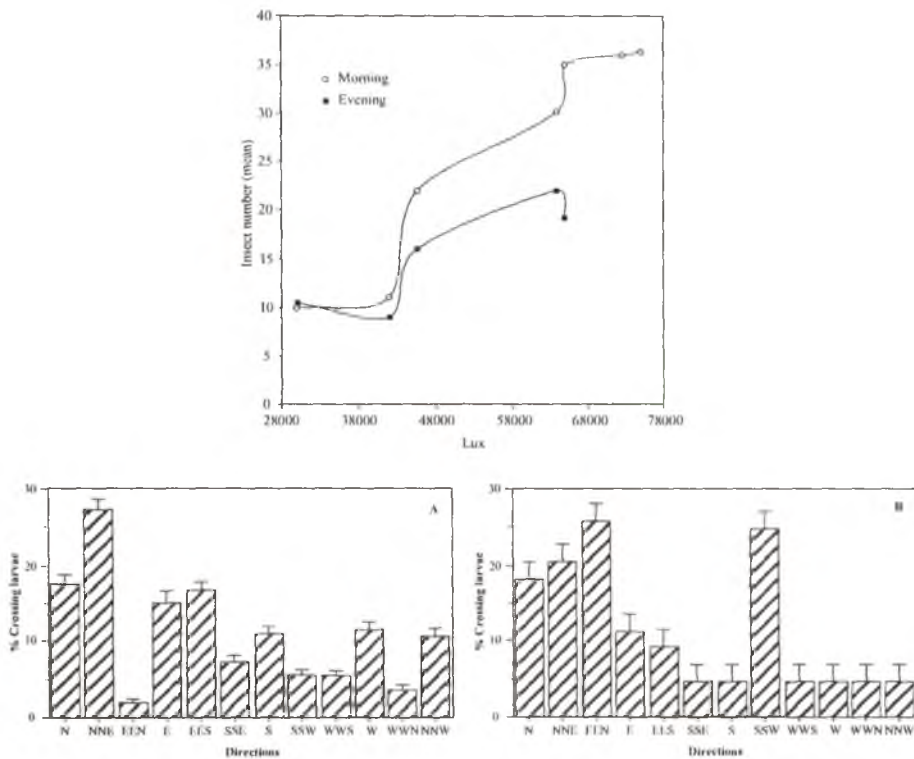 40
35
30
25
20
15
10
5
0
Insect number (mean)
Morning
Evening
28000 38000 48000 58000 68000 78000
Lux
30
20
10
0
% Crossing larvae
A
N NNE EEN E EES SSE S SSW WWS W WWN NNW
Directions
30
20
10
0
% Crossing larvae
B
N NNE EEN E EES SSE S SSW WWS W WWN NNW
Directions